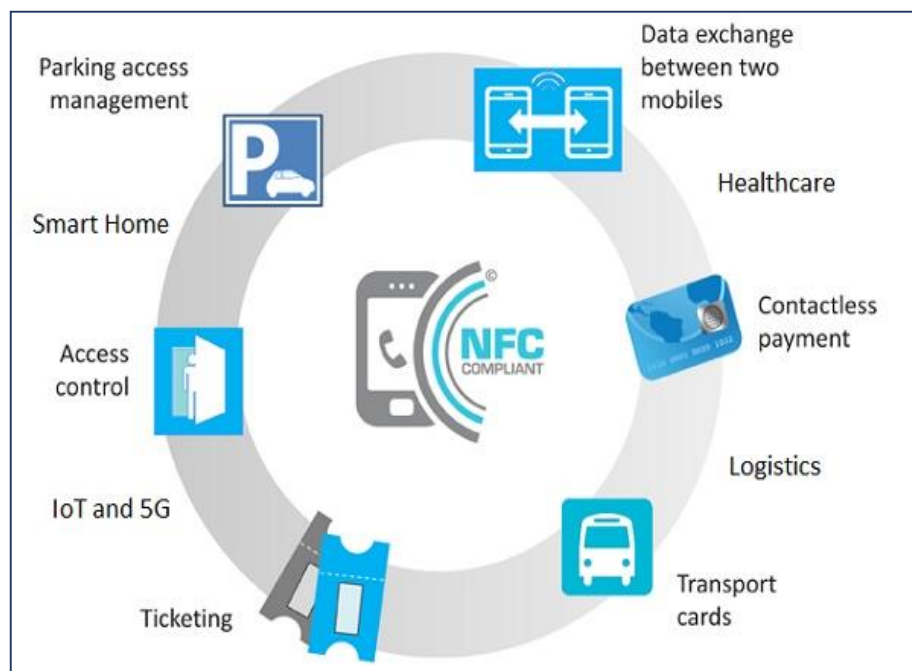 Parking access
management
Data exchange
between two
mobiles
Healthcare
Smart Home
Contactless
payment
©
NFC
COMPLIANT
Access
control
Logistics
IoT and 5G
Transport
cards
Ticketing
P